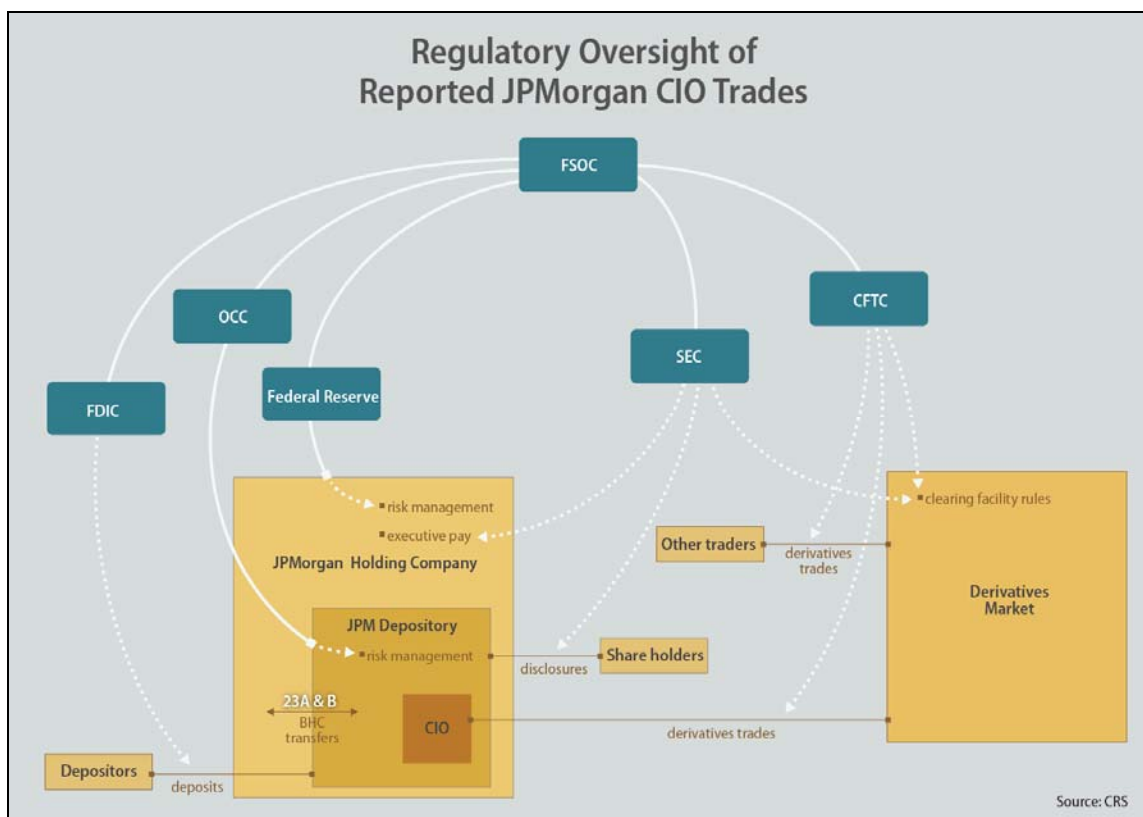 Regulatory Oversight of
Reported JPMorgan CIO Trades
FSOC
OCC
CFTC
SEC
Federal Reserve
FDIC
risk management
executive pay
JPMorgan Holding Company
clearing facility rules
Other traders
derivatives
trades
Derivatives
Market
JPM Depository
risk management
disclosures
Share holders
23A & B
BHC
transfers
CIO
derivatives trades
Depositors
deposits
Source: CRS